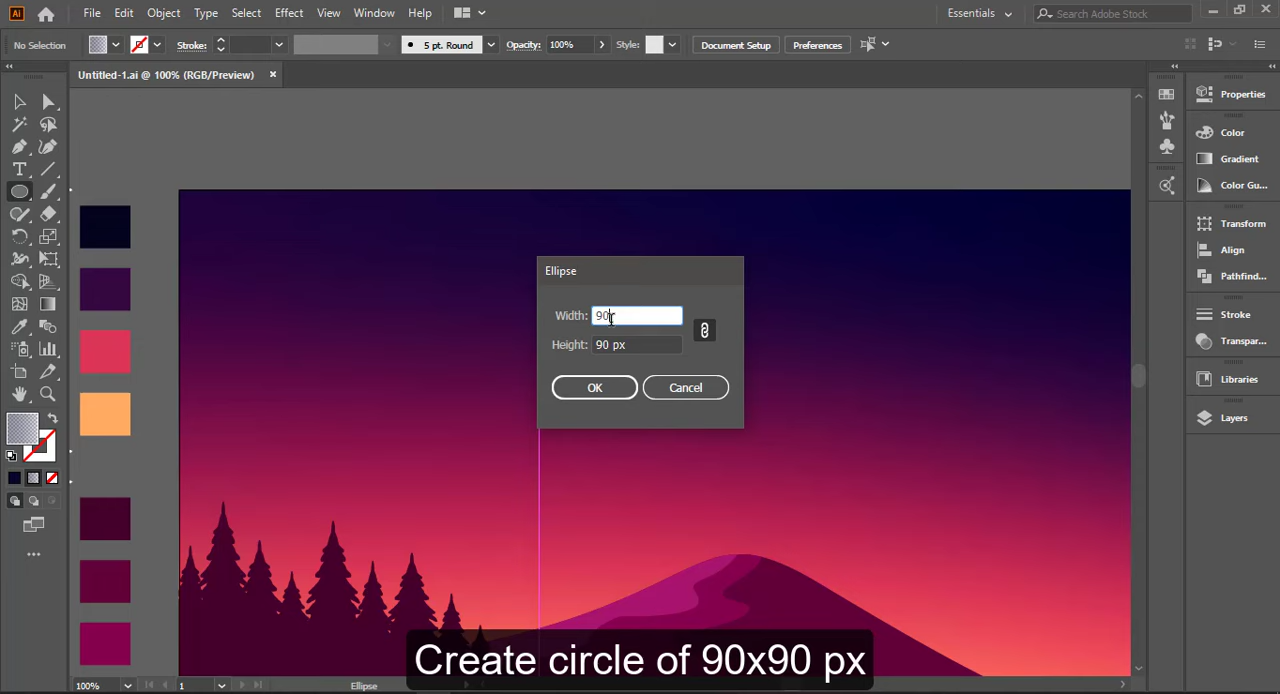 Ai File Edit Object Type Select Effect View Window Help Essentials Search Adobe Stock
No Selection Stroke: 5 pt. Round Opacity: 100% Style: Document Setup Preferences
Untitled-1.ai @ 100% (RGB/Preview)
Properties
Color
Gradient
Color Gu...
Transform
Align
Pathfind...
Stroke
Transpar...
Libraries
Layers
Ellipse
Width: 90
Height: 90 px
OK Cancel
Create circle of 90x90 px
100% 1 Ellipse